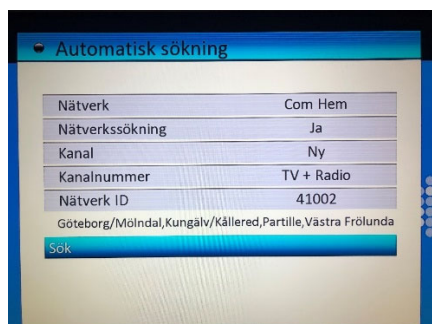 Automatisk sökning
Nätverk Com Hem
Nätverkssökning Ja
Kanal Ny
Kanalnummer TV + Radio
Nätverk ID 41002
Göteborg/Mölndal,Kungälv/Kållered,Partille,Västra Frölunda
Sök